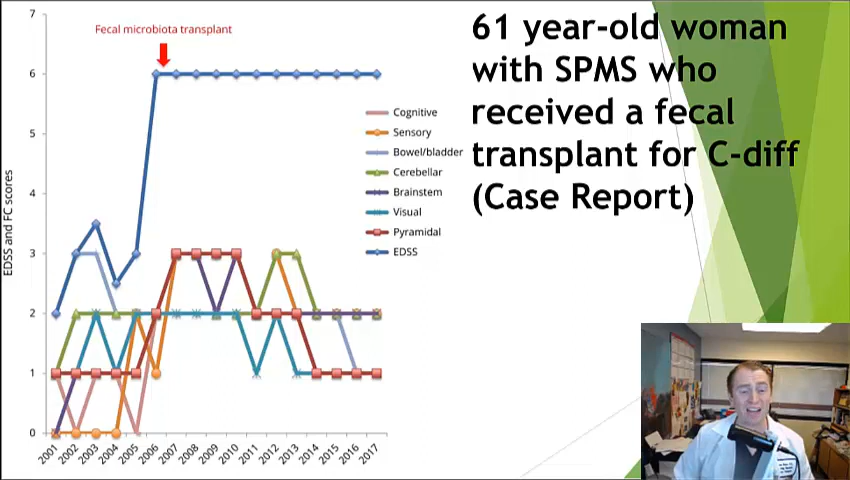 7
6
5
4
3
2
1
0
EDSS and FC scores
Fecal microbiota transplant
Cognitive
Sensory
Bowel/bladder
Cerebellar
Brainstem
Visual
Pyramidal
EDSS
2001 2002 2003 2004 2005 2006 2007 2008 2009 2010 2011 2012 2013 2014 2015 2016 2017
61 year-old woman
with SPMS who
received a fecal
transplant for C-diff
(Case Report)